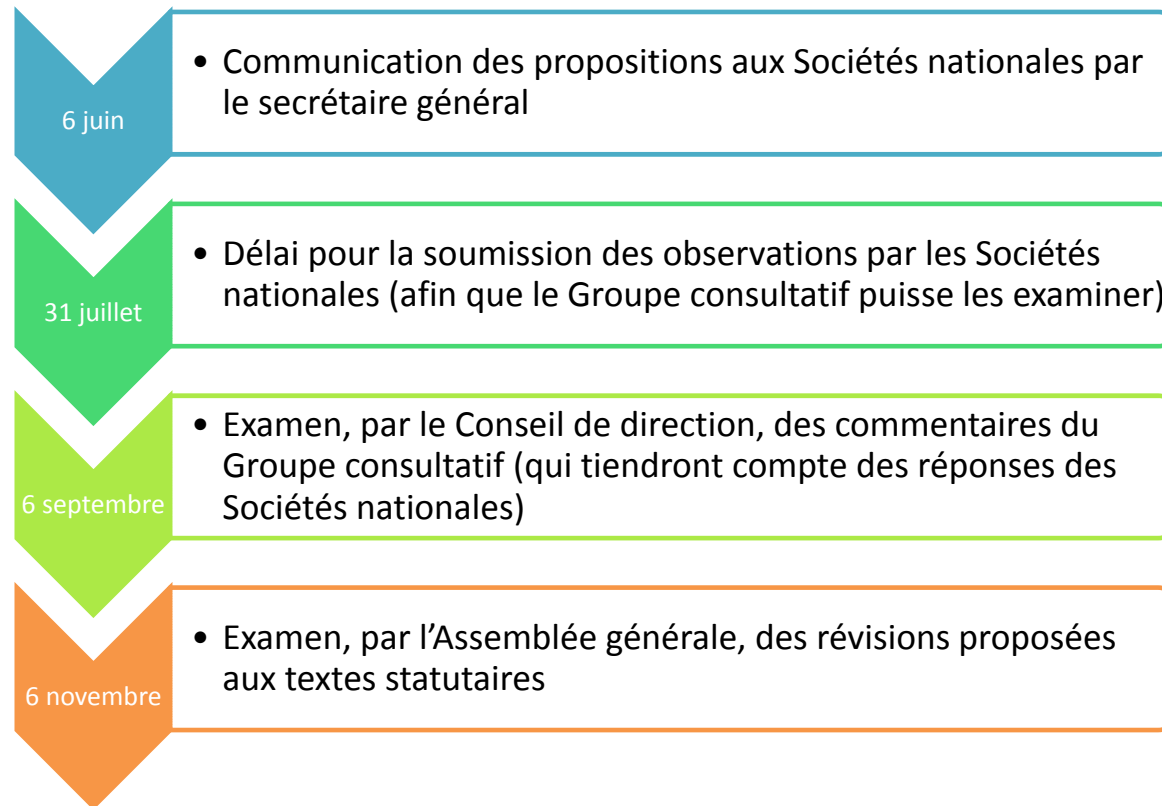 6 juin
• Communication des propositions aux Sociétés nationales par
le secrétaire général
31 juillet
• Délai pour la soumission des observations par les Sociétés
nationales (afin que le Groupe consultatif puisse les examiner)
6 septembre
• Examen, par le Conseil de direction, des commentaires du
Groupe consultatif (qui tiendront compte des réponses des
Sociétés nationales)
6 novembre
• Examen, par l’Assemblée générale, des révisions proposées
aux textes statutaires